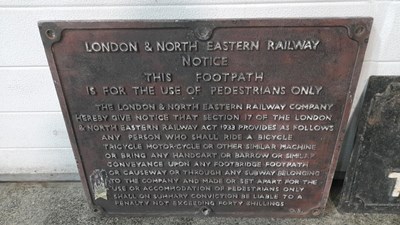 LONDON & NORTH EASTERN RAILWAY
NOTICE
THIS FOOTPATH
IS FOR THE USE OF PEDESTRIANS ONLY
THE LONDON & NORTH EASTERN RAILWAY COMPANY
HEREBY GIVE NOTICE THAT SECTION 17 OF THE LONDON
& NORTH EASTERN RAILWAY ACT 1933 PROVIDES AS FOLLOWS
ANY PERSON WHO SHALL RIDE A BICYCLE
TRICYCLE MOTOR-CYCLE OR OTHER SIMILAR MACHINE
OR BRING ANY HANDCART OR BARROW OR SIMILAR
CONVEYANCE UPON ANY FOOTBRIDGE FOOTPATH
OR CAUSEWAY OR THROUGH ANY SUBWAY BELONGING
TO THE COMPANY AND MADE OR SET APART FOR THE
USE OR ACCOMMODATION OF PEDESTRIANS ONLY
SHALL ON SUMMARY CONVICTION BE LIABLE TO A
PENALTY NOT EXCEEDING FORTY SHILLINGS
T